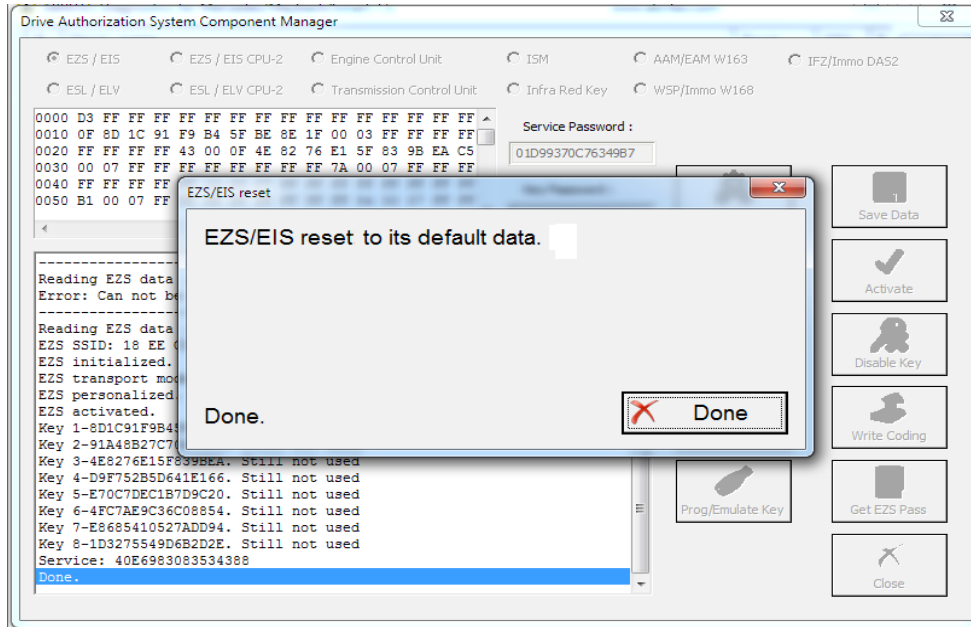 Drive Authorization System Component Manager
EZS / EIS
EZS / EIS CPU-2
Engine Control Unit
ISM
AAM/EAM W163
IFZ/Immo DAS2
ESL / ELV
ESL / ELV CPU-2
Transmission Control Unit
Infra Red Key
WSP/Immo W168
0000 D3 FF FF FF FF FF FF FF FF FF FF FF FF FF FF FF
0010 0F 8D 1C 91 F9 B4 5F BE 8E 1F 00 03 FF FF FF FF
0020 FF FF FF FF 43 00 0F 4E 82 76 E1 5F 83 9B EA C5
0030 00 07 FF FF FF FF FF FF FF FF 7A 00 07 FF FF FF
0040 FF FF FF FF
0050 B1 00 07 FF
Service Password :
01D99370C76349B7
EZS/EIS reset
EZS/EIS reset to its default data.
Done.
Done
Save Data
Activate
Disable Key
Write Coding
Prog/Emulate Key
Get EZS Pass
Close
Reading EZS data
Error: Can not be
Reading EZS data
EZS SSID: 18 EE
EZS initialized.
EZS transport
EZS personalized
EZS activated.
Key 1-8D1C91F9B45
Key 2-91A48B27C7
Key 3-4E8276E15F839BEA. Still not used
Key 4-D9F752B5D641E166. Still not used
Key 5-E70C7DEC1B7D9C20. Still not used
Key 6-4FC7AE9C36C08854. Still not used
Key 7-E8685410527ADD94. Still not used
Key 8-1D3275549D6B2D2E. Still not used
Service: 40E6983083534388
Done.